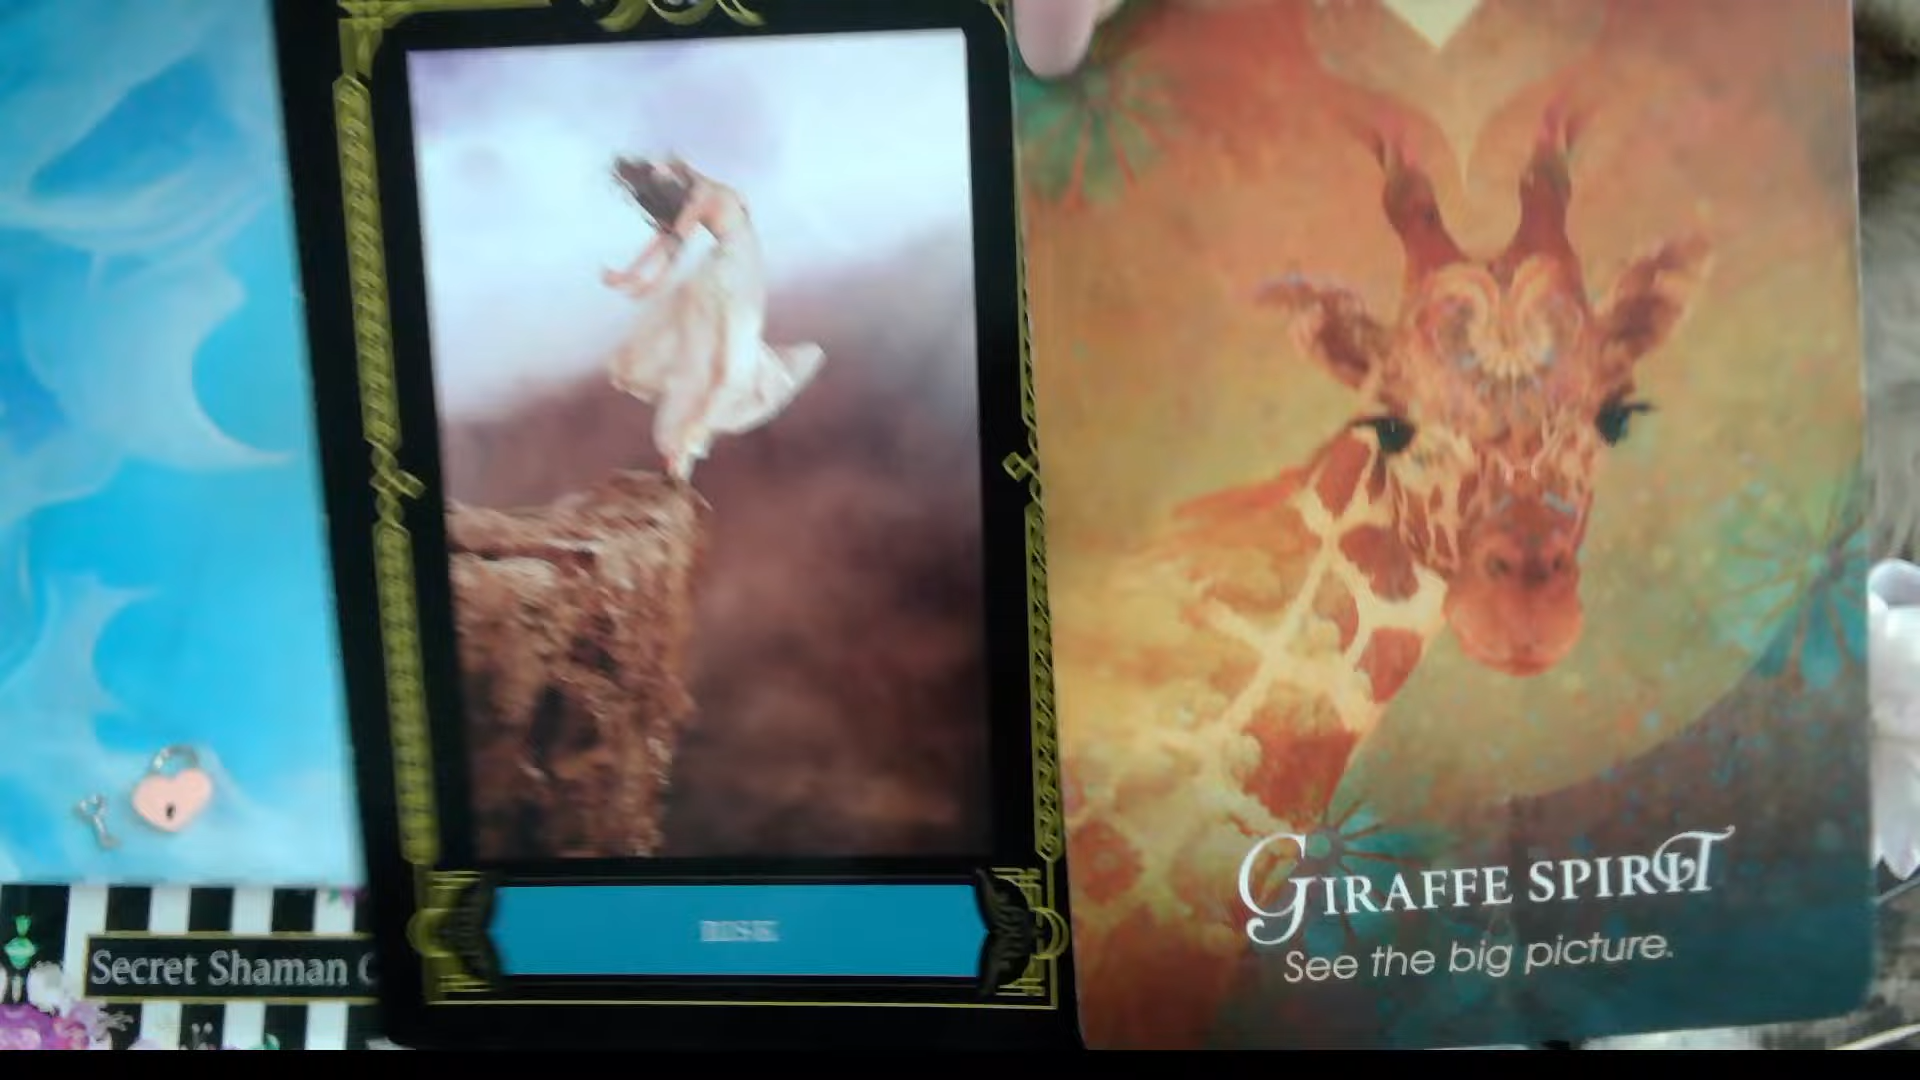 Secret Shaman
RISK
GIRAFFE SPIRIT
See the big picture.